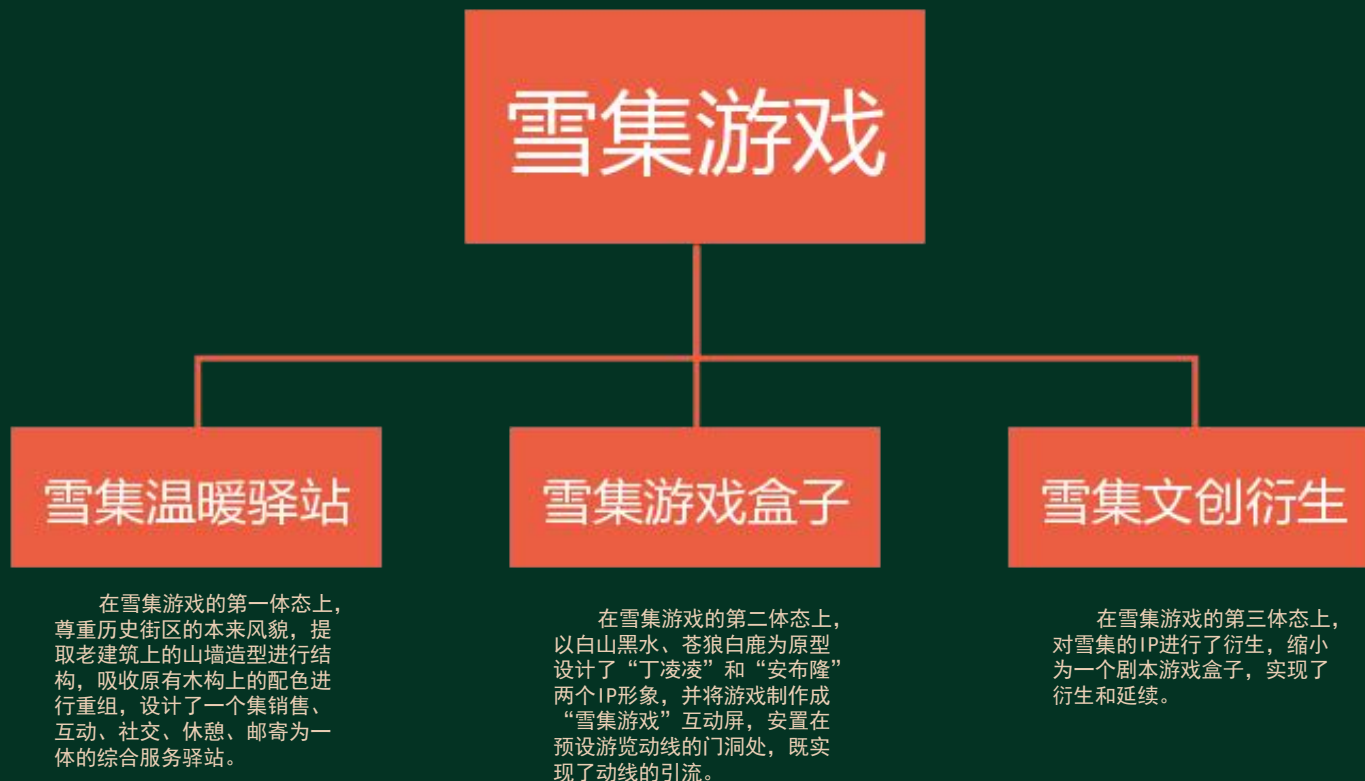 雪集游戏
雪集温暖驿站
雪集游戏盒子
雪集文创衍生
在雪集游戏的第一体态上，
尊重历史街区的本来风貌，提
取老建筑上的山墙造型进行结
构，吸收原有木构上的配色进
行重组，设计了一个集销售、
互动、社交、休憩、邮寄为一
体的综合服务驿站。
在雪集游戏的第二体态上，
以白山黑水、苍狼白鹿为原型
设计了“丁凌凌”和“安布隆”
两个IP形象，并将游戏制作成
“雪集游戏”互动屏，安置在
预设游览动线的门洞处，既实
现了动线的引流。
在雪集游戏的第三体态上，
对雪集的IP进行了衍生，缩小
为一个剧本游戏盒子，实现了
衍生和延续。